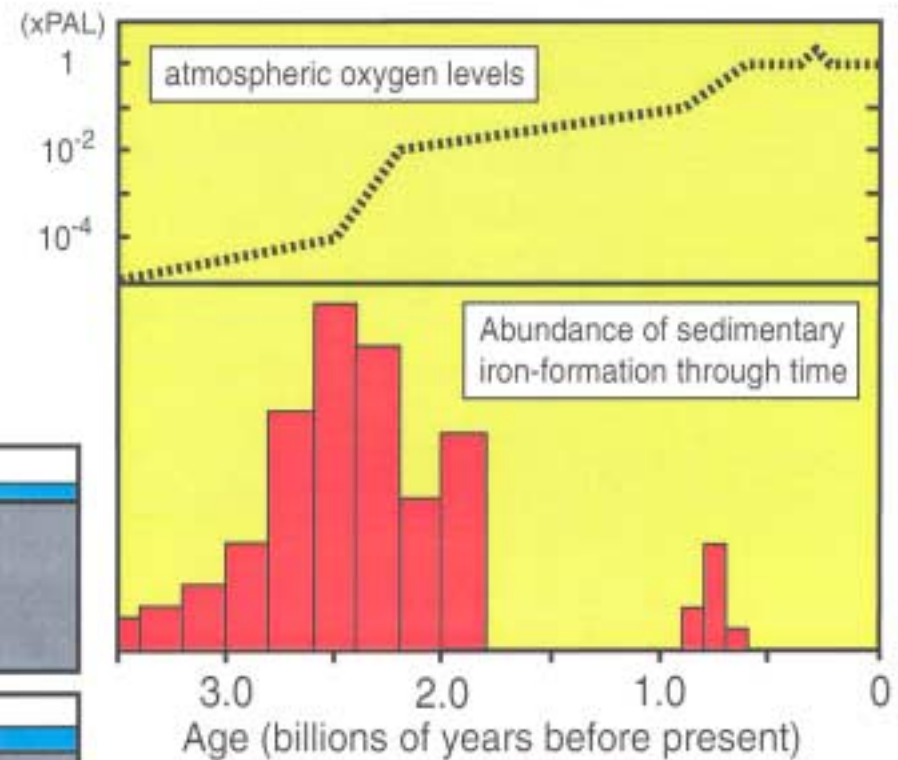 (xPAL)
1
atmospheric oxygen levels
10-2
10-4
Abundance of sedimentary
iron-formation through time
3.0 2.0 1.0 0
Age (billions of years before present)